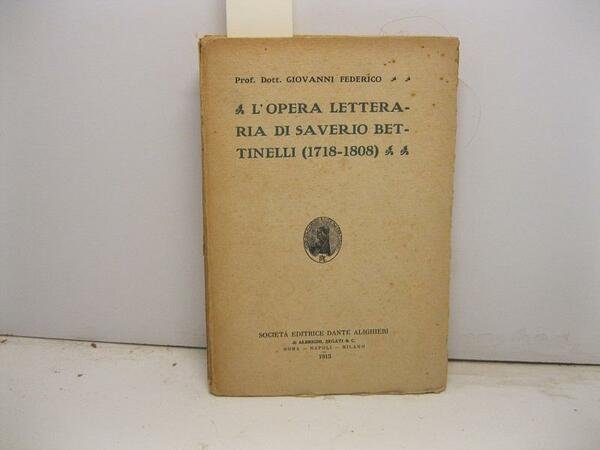 Prof. Dott. GIOVANNI FEDERICO
L'OPERA LETTERA-
RIA DI SAVERIO BET-
TINELLI (1718-1808)
SOCIETÀ EDITRICE DANTE ALIGHIERI
di ALBRIGHI, SEGATI & C.
ROMA — NAPOLI — MILANO
1913